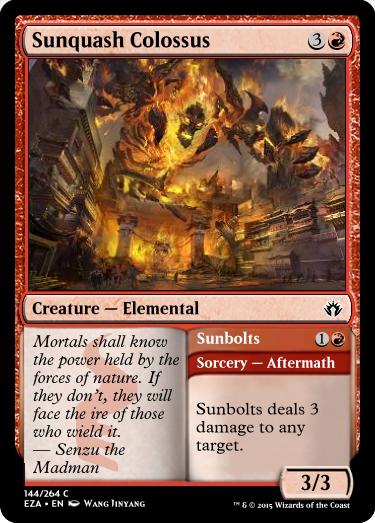 Sunquash Colossus 3
Creature — Elemental
Mortals shall know
the power held by the
forces of nature. If
they don't, they will
face the ire of those
who wield it.
— Senzu the
Madman
Sunbolts 1
Sorcery — Aftermath
Sunbolts deals 3
damage to any
target.
3/3
144/264 C
EZA • EN Wang Jinyang
™ & © 2015 Wizards of the Coast